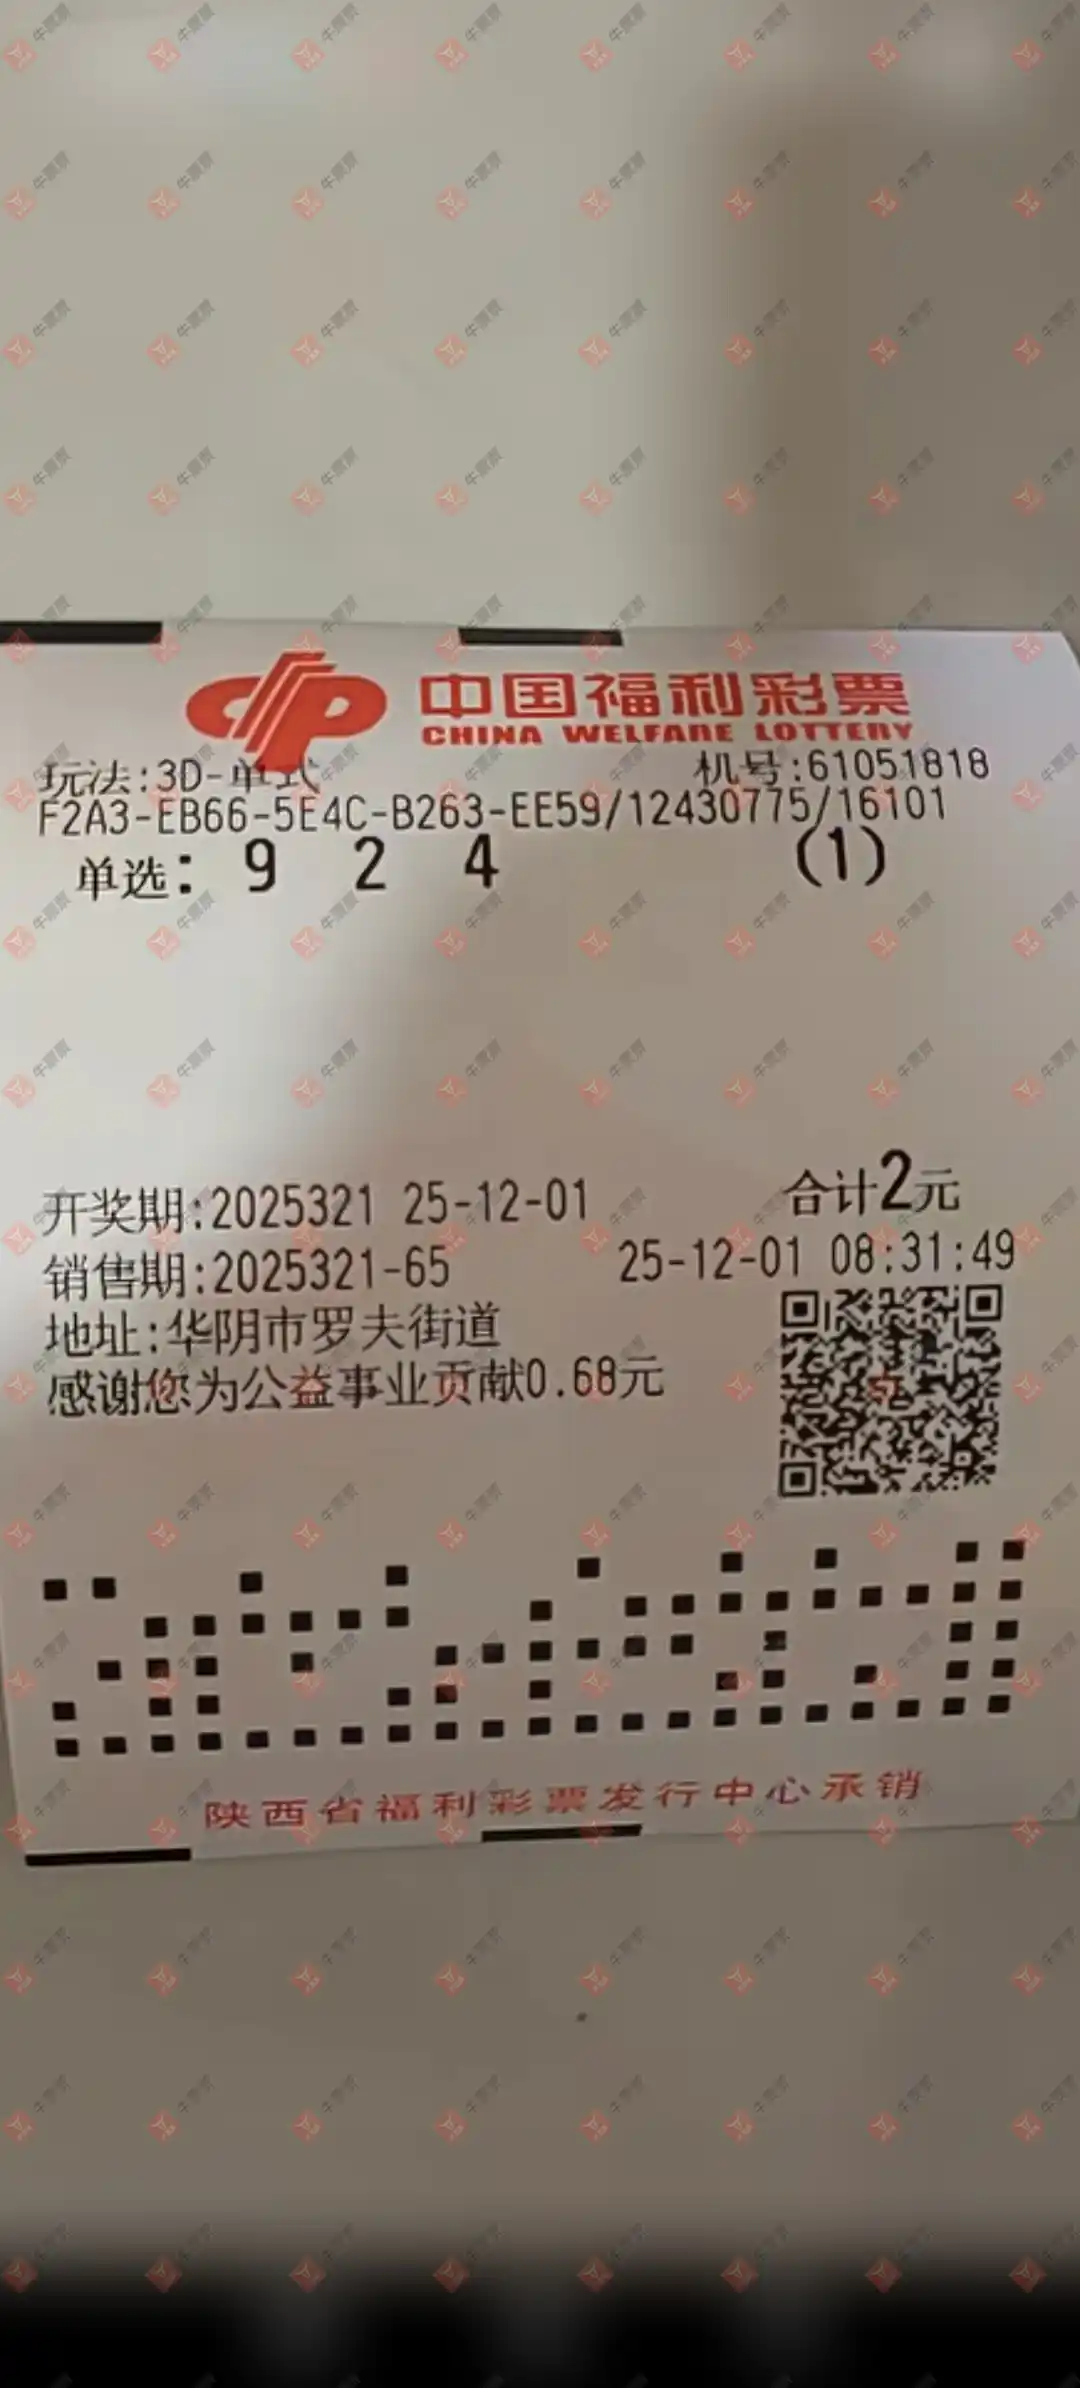 中国福利彩票
CHINA WELFARE LOTTERY
玩法:3D-单式 机号:61051818
F2A3-EB66-5E4C-B263-EE59/12430775/16101
单选: 9 2 4 (1)
开奖期:2025321 25-12-01 合计2元
销售期:2025321-65 25-12-01 08:31:49
地址:华阴市罗夫街道
感谢您为公益事业贡献0.68元
陕西省福利彩票发行中心承销